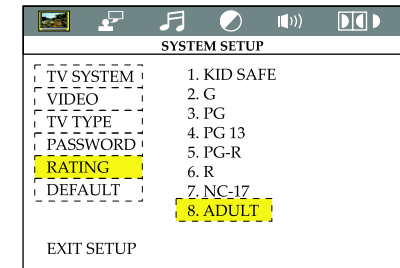 SYSTEM SETUP
TV SYSTEM
VIDEO
TV TYPE
PASSWORD
RATING
DEFAULT
EXIT SETUP
1. KID SAFE
2. G
3. PG
4. PG 13
5. PG-R
6. R
7. NC-17
8. ADULT